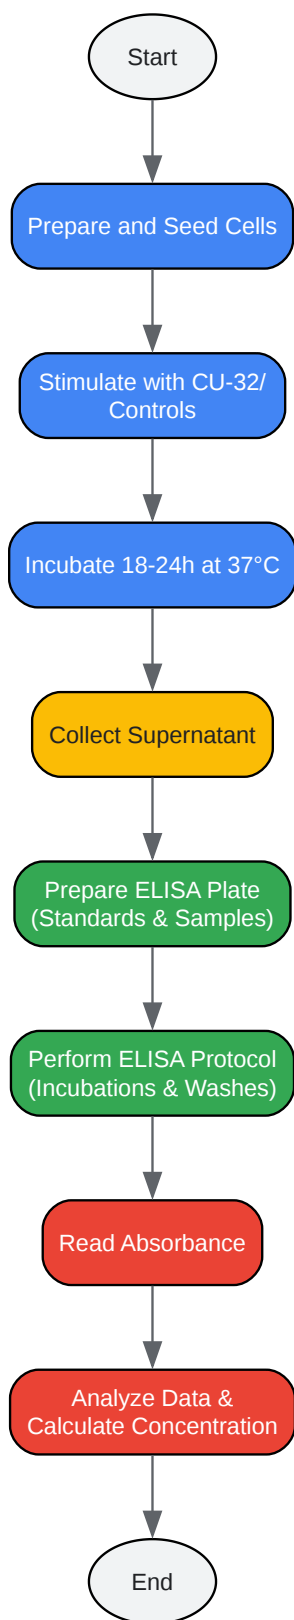 Start
Prepare and Seed Cells
Stimulate with CU-32/
Controls
Incubate 18-24h at 37°C
Collect Supernatant
Prepare ELISA Plate
(Standards & Samples)
Perform ELISA Protocol
(Incubations & Washes)
Read Absorbance
Analyze Data &
Calculate Concentration
End